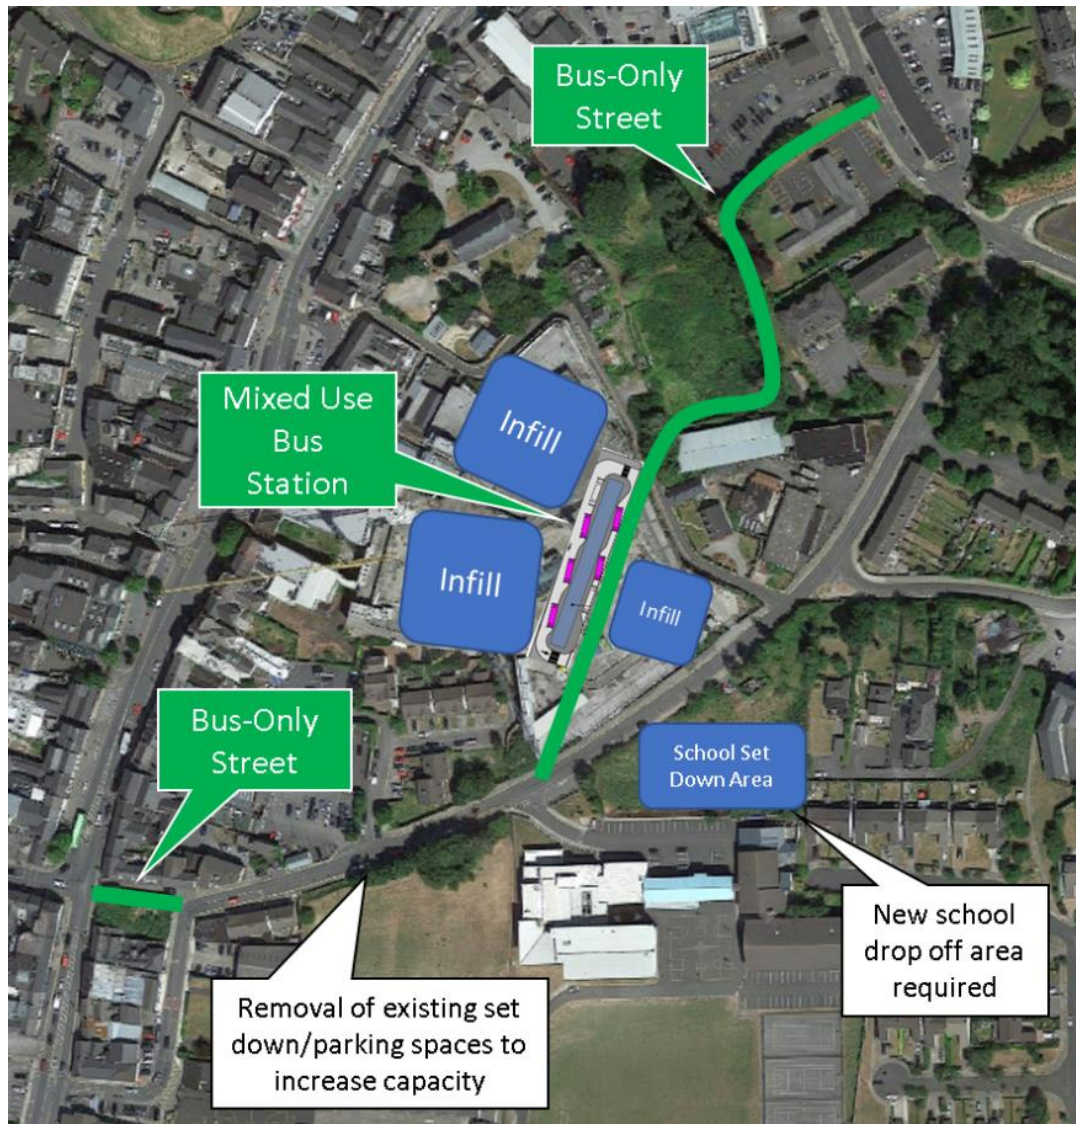 Bus-Only
Street
Mixed Use
Bus
Station
Infill
Infill
Infill
Bus-Only
Street
School Set
Down Area
New school
drop off area
required
Removal of existing set
down/parking spaces to
increase capacity